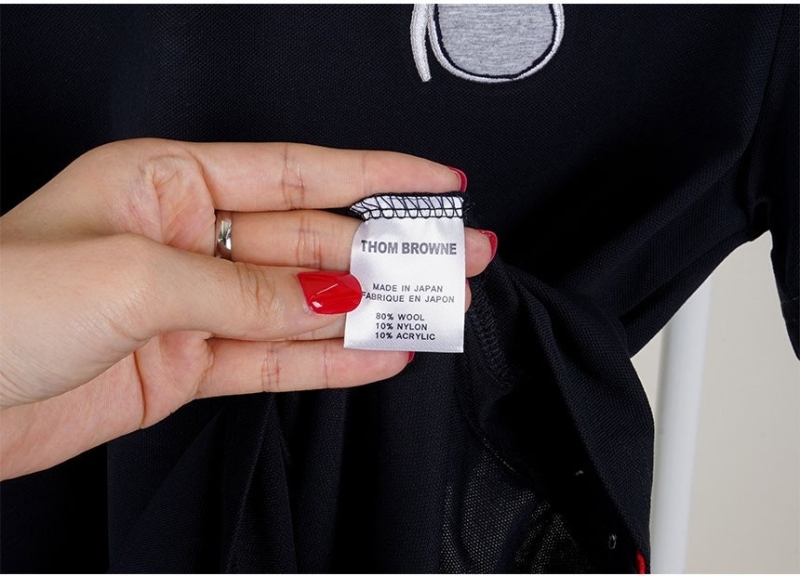 THOM BROWNE
MADE IN JAPAN
FABRIQUE EN JAPON
80% WOOL
10% NYLON
10% ACRYLIC